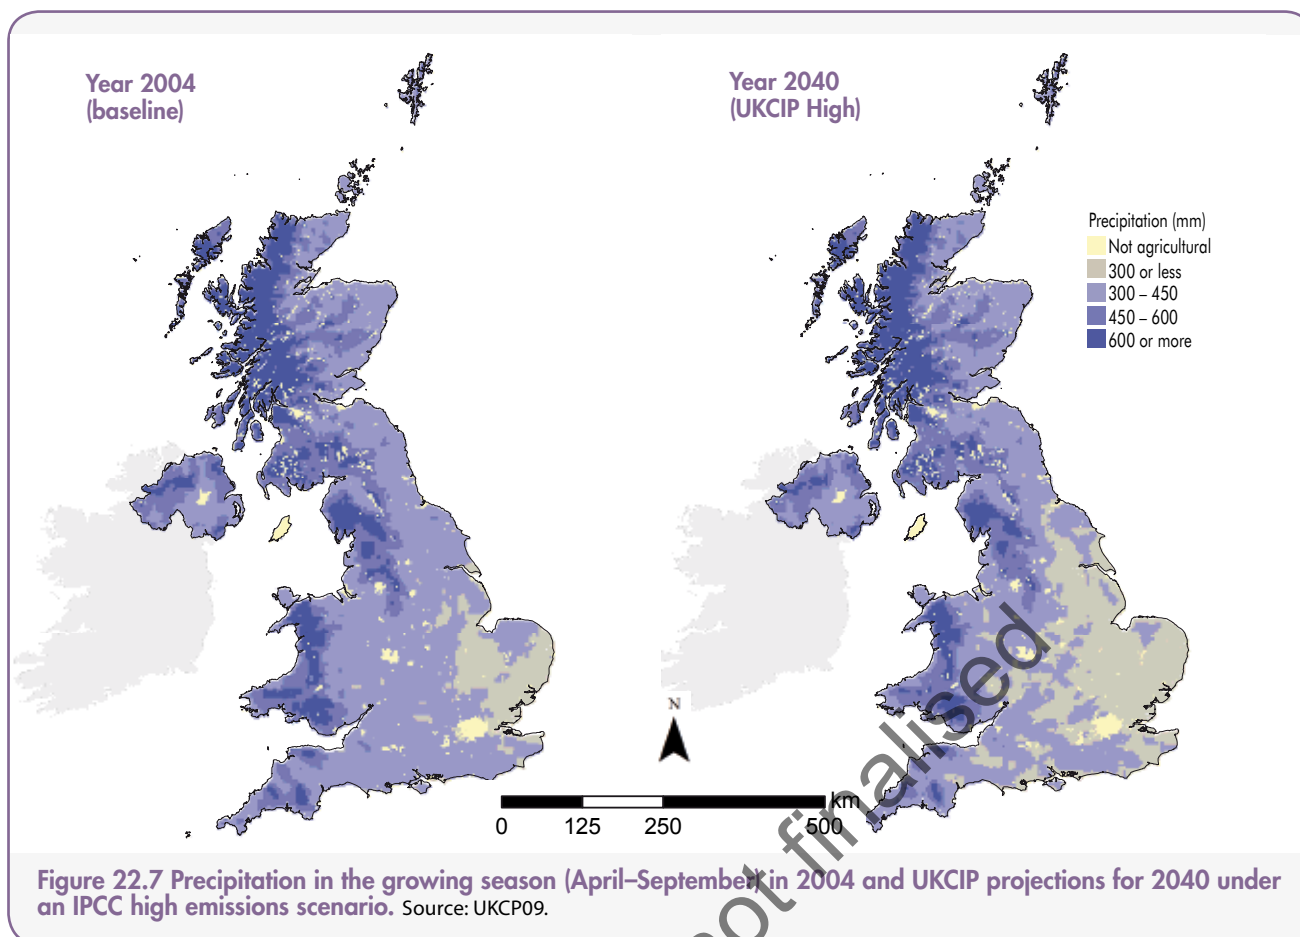 Year 2004
(baseline)
Year 2040
(UKCIP High)
Precipitation (mm)
Not agricultural
300 or less
300 – 450
450 – 600
600 or more
N
km
0 125 250 500
not finalised
Figure 22.7 Precipitation in the growing season (April–September) in 2004 and UKCIP projections for 2040 under
an IPCC high emissions scenario. Source: UKCP09.